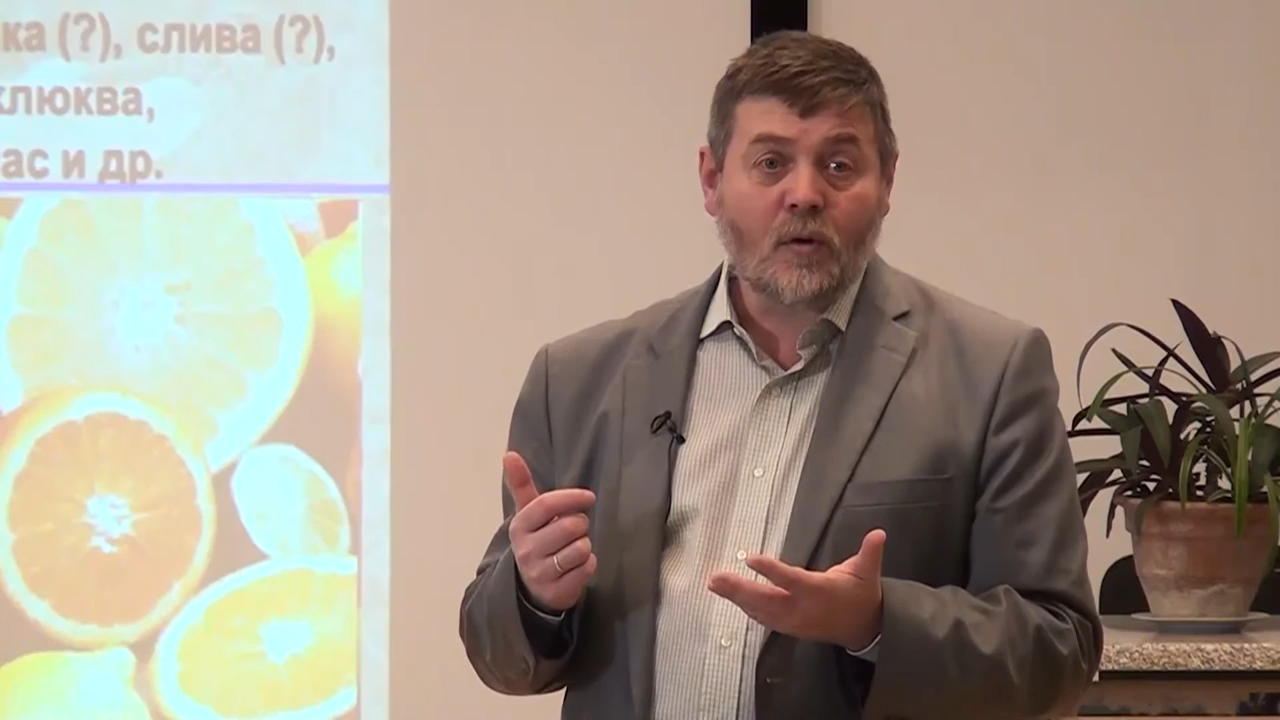 ка (?), слива (?),
клюква,
ас и др.